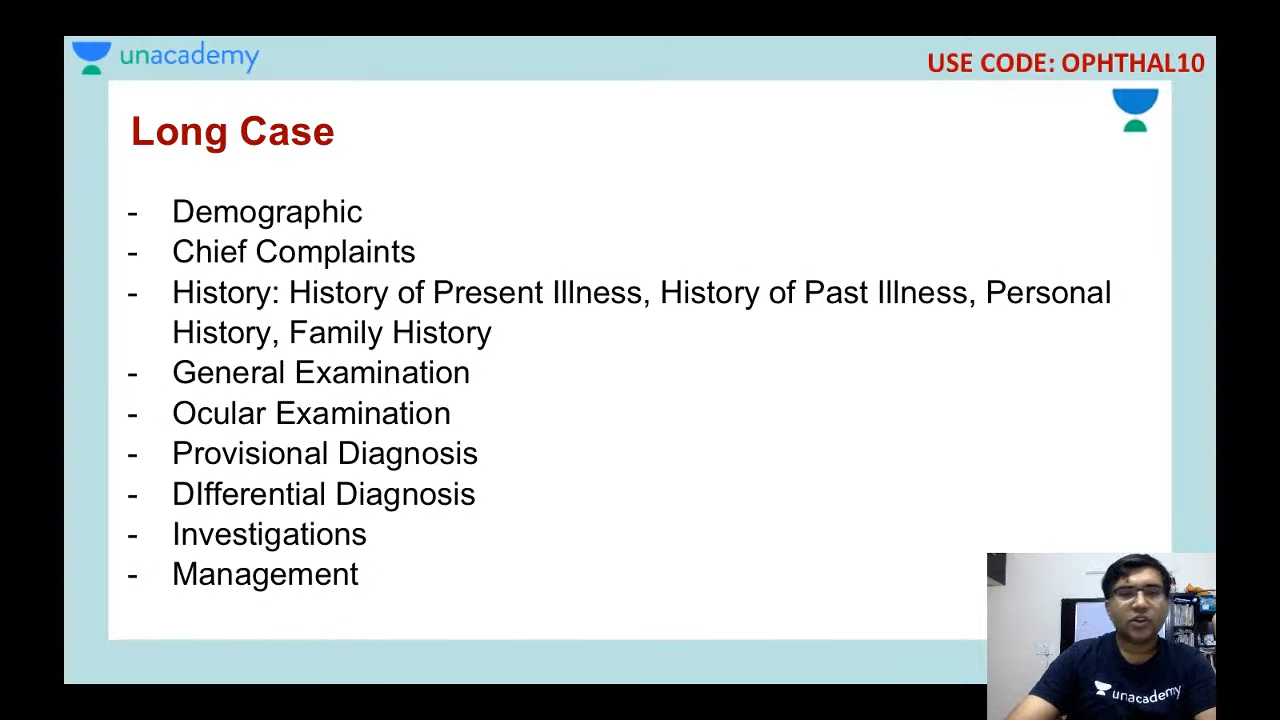 unacademy
USE CODE: OPHTHAL10
Long Case
- Demographic
- Chief Complaints
- History: History of Present Illness, History of Past Illness, Personal
History, Family History
- General Examination
- Ocular Examination
- Provisional Diagnosis
- DIfferential Diagnosis
- Investigations
- Management
unacademy